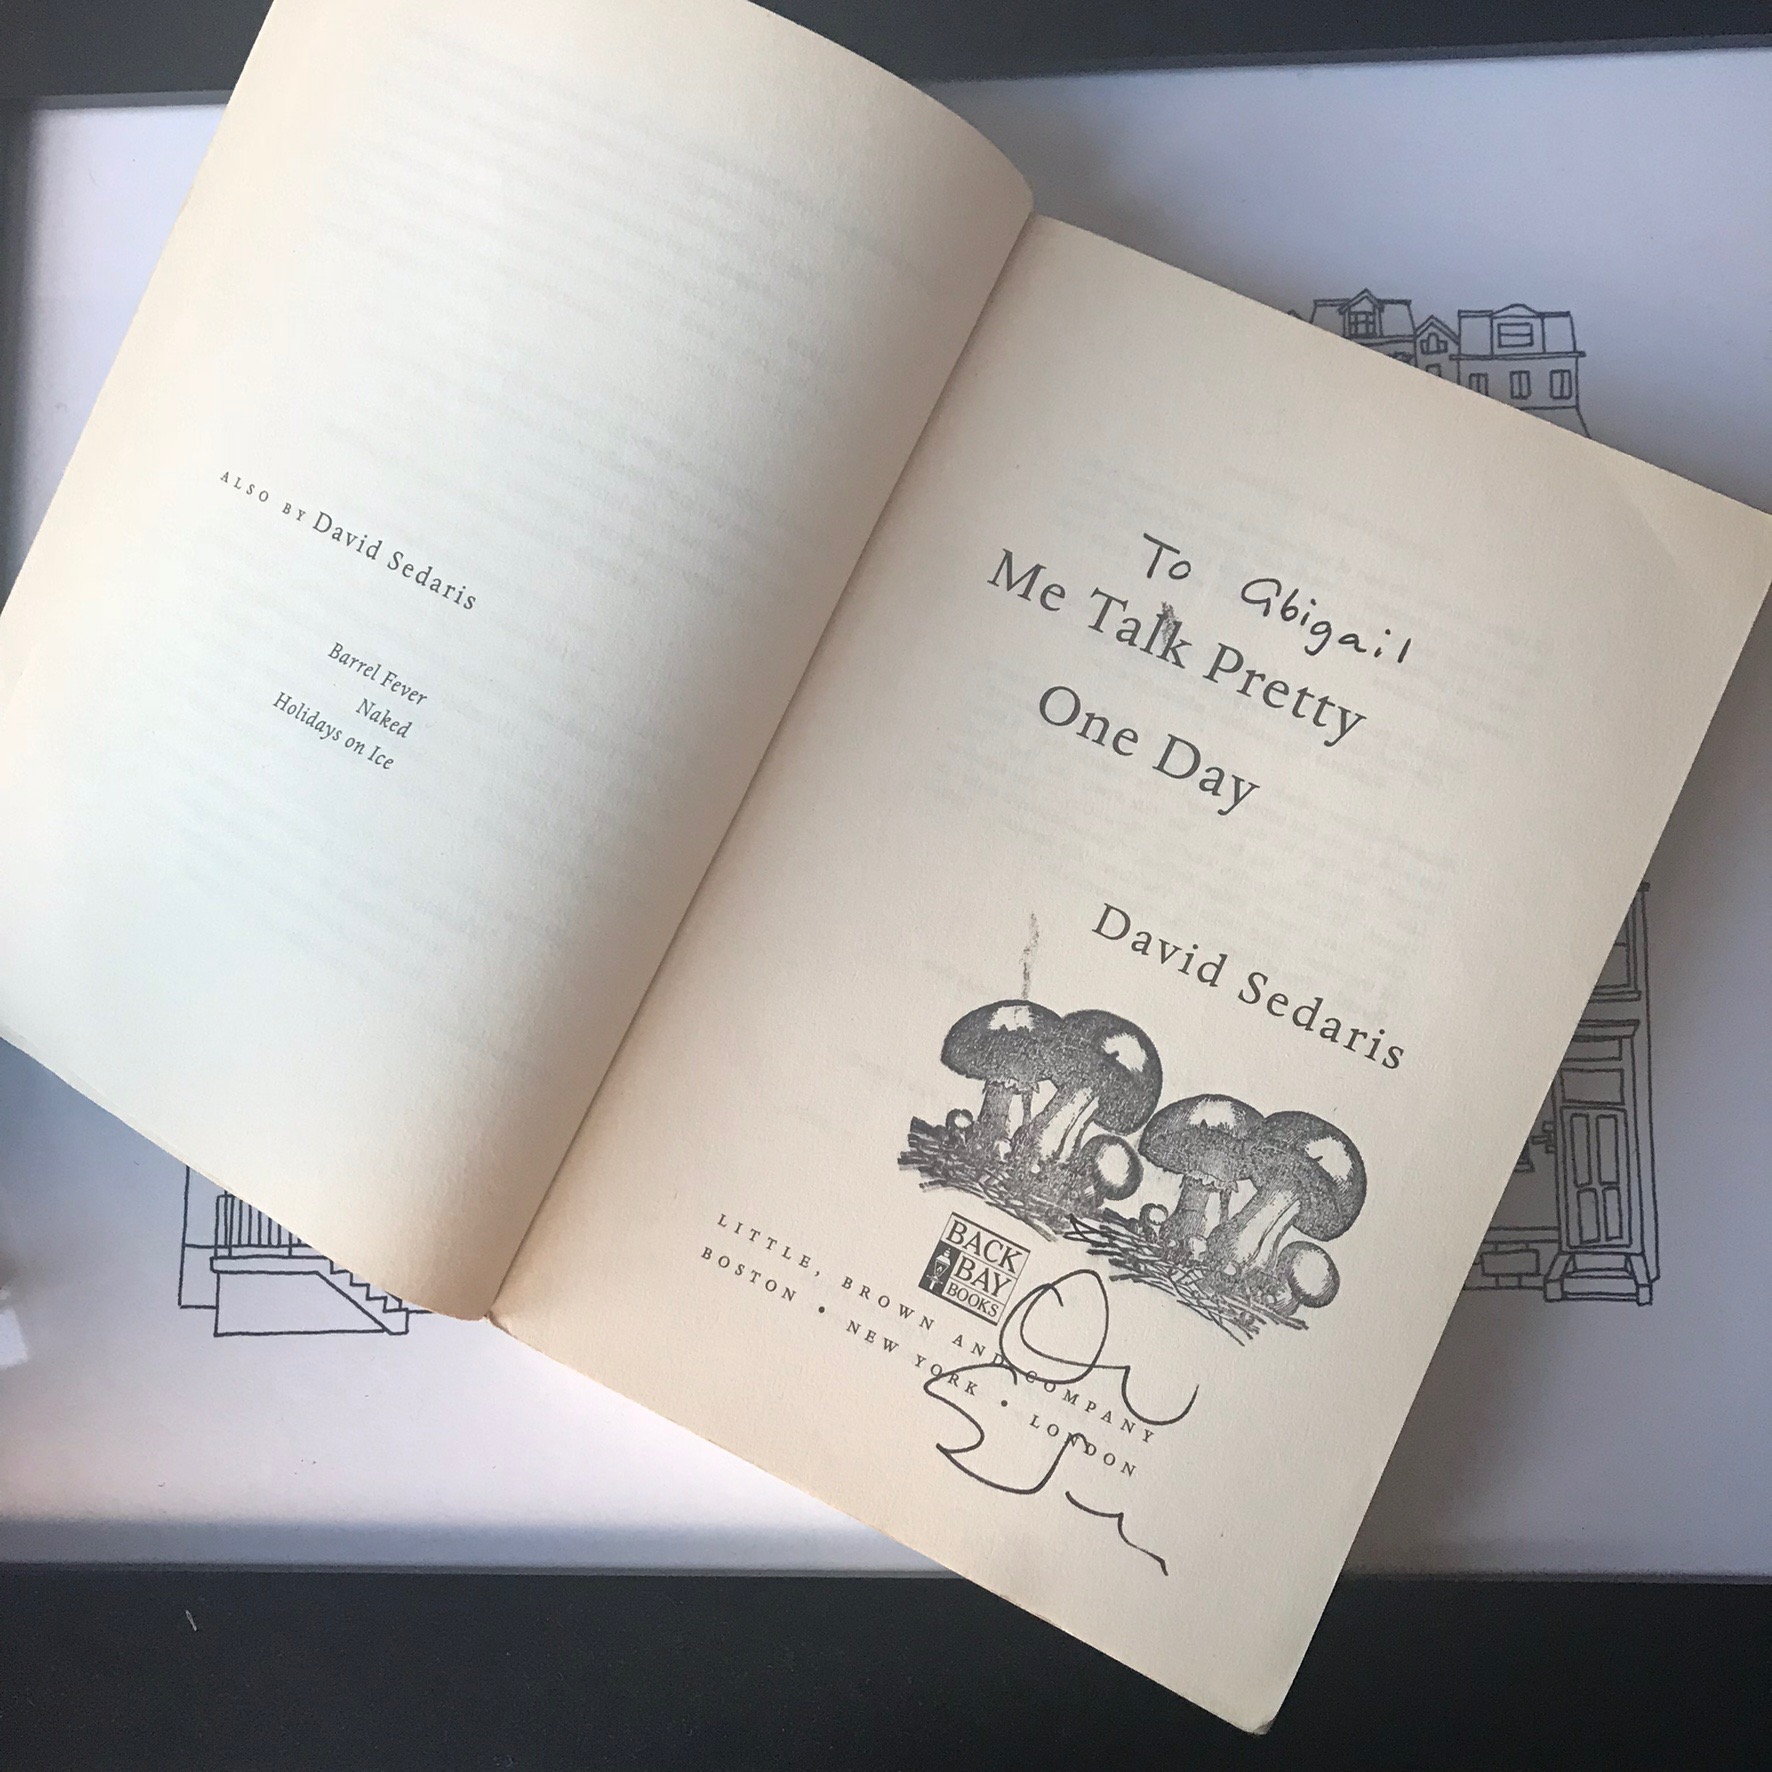 ALSO BY David Sedaris
Barrel Fever
Naked
Holidays on Ice
To Abigail
Me Talk Pretty
One Day
David Sedaris
BACK
BAY
BOOKS
LITTLE, BROWN AND COMPANY
BOSTON • NEW YORK • LONDON